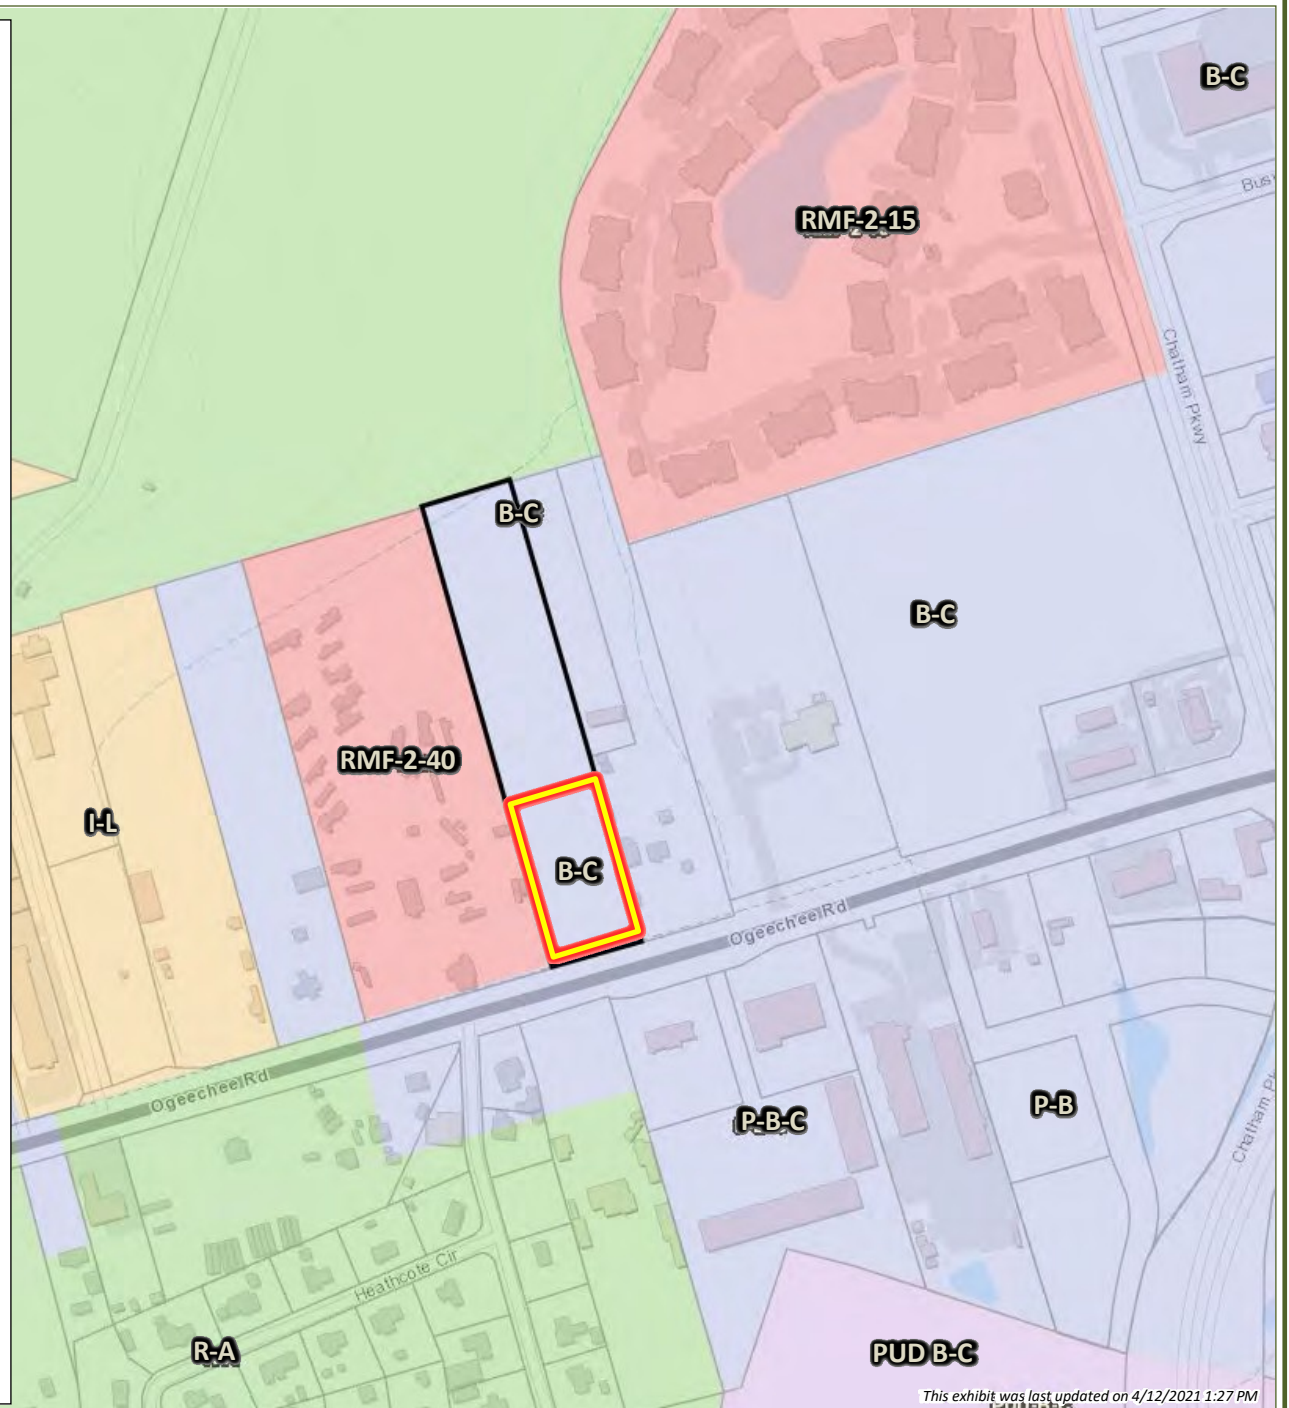 B-C
Bus
RMF-2-15
Chatham Pkwy
B-C
B-C
RMF-2-40
I-L
B-C
Ogeechee Rd
Ogeechee Rd
P-B-C
P-B
Chatham Pk
Heathcote Cir
R-A
PUD B-C
This exhibit was last updated on 4/12/2021 1:27 PM